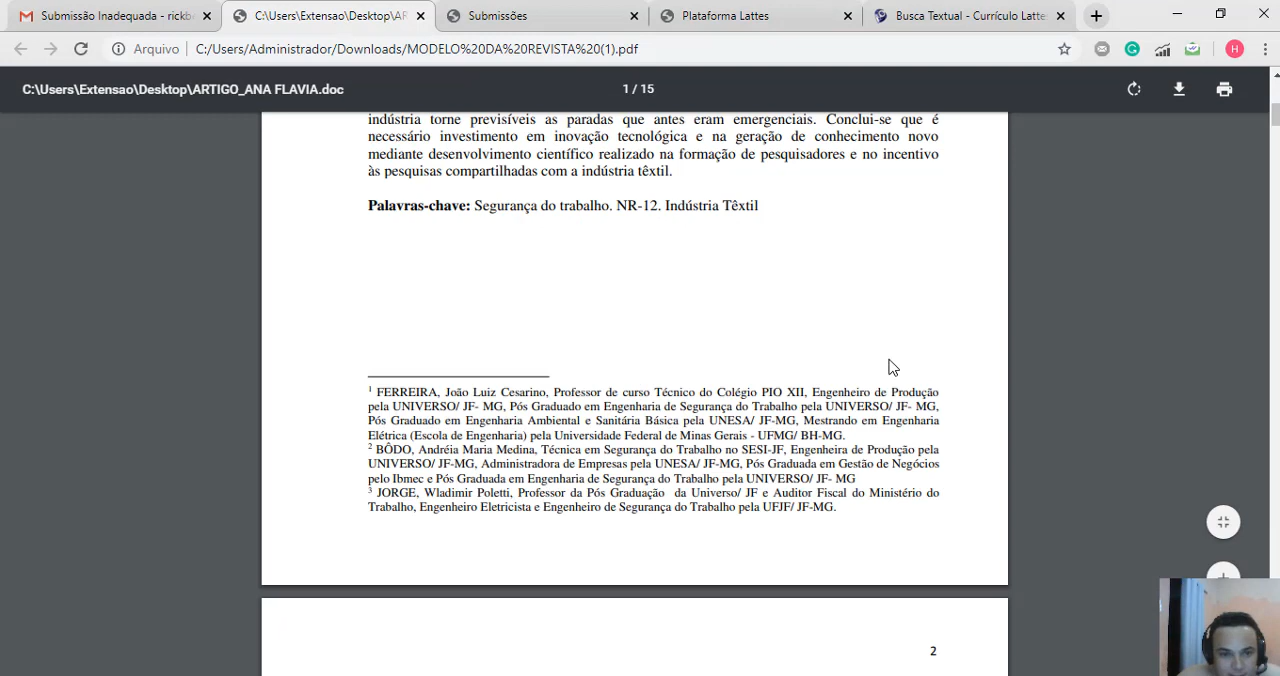 Submissão Inadequada - rickb
C:\Users\Extensao\Desktop\AR
Submissões
Plataforma Lattes
Busca Textual - Currículo Lattes
Arquivo
C:/Users/Administrador/Downloads/MODELO%20DA%20REVISTA%20(1).pdf
H
C:\Users\Extensao\Desktop\ARTIGO_ANA FLAVIA.doc
1 / 15
indústria torne previsíveis as paradas que antes eram emergenciais. Conclui-se que é
necessário investimento em inovação tecnológica e na geração de conhecimento novo
mediante desenvolvimento científico realizado na formação de pesquisadores e no incentivo
às pesquisas compartilhadas com a indústria têxtil.
Palavras-chave: Segurança do trabalho. NR-12. Indústria Têxtil
1 FERREIRA, João Luiz Cesarino, Professor de curso Técnico do Colégio PIO XII, Engenheiro de Produção
pela UNIVERSO/ JF- MG, Pós Graduado em Engenharia de Segurança do Trabalho pela UNIVERSO/ JF- MG,
Pós Graduado em Engenharia Ambiental e Sanitária Básica pela UNESA/ JF-MG, Mestrando em Engenharia
Elétrica (Escola de Engenharia) pela Universidade Federal de Minas Gerais - UFMG/ BH-MG.
2 BÔDO, Andréia Maria Medina, Técnica em Segurança do Trabalho no SESI-JF, Engenheira de Produção pela
UNIVERSO/ JF-MG, Administradora de Empresas pela UNESA/ JF-MG, Pós Graduada em Gestão de Negócios
pelo Ibmec e Pós Graduada em Engenharia de Segurança do Trabalho pela UNIVERSO/ JF- MG
3 JORGE, Wladimir Poletti, Professor da Pós Graduação da Universo/ JF e Auditor Fiscal do Ministério do
Trabalho, Engenheiro Eletricista e Engenheiro de Segurança do Trabalho pela UFJF/ JF-MG.
2